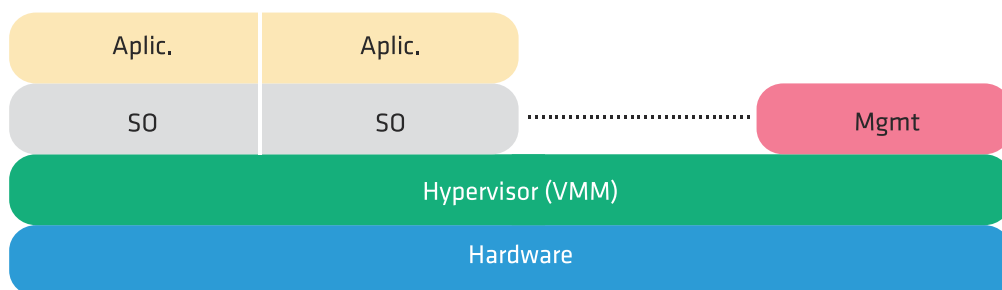 Aplic.
Aplic.
SO
SO
Mgmt
Hypervisor (VMM)
Hardware